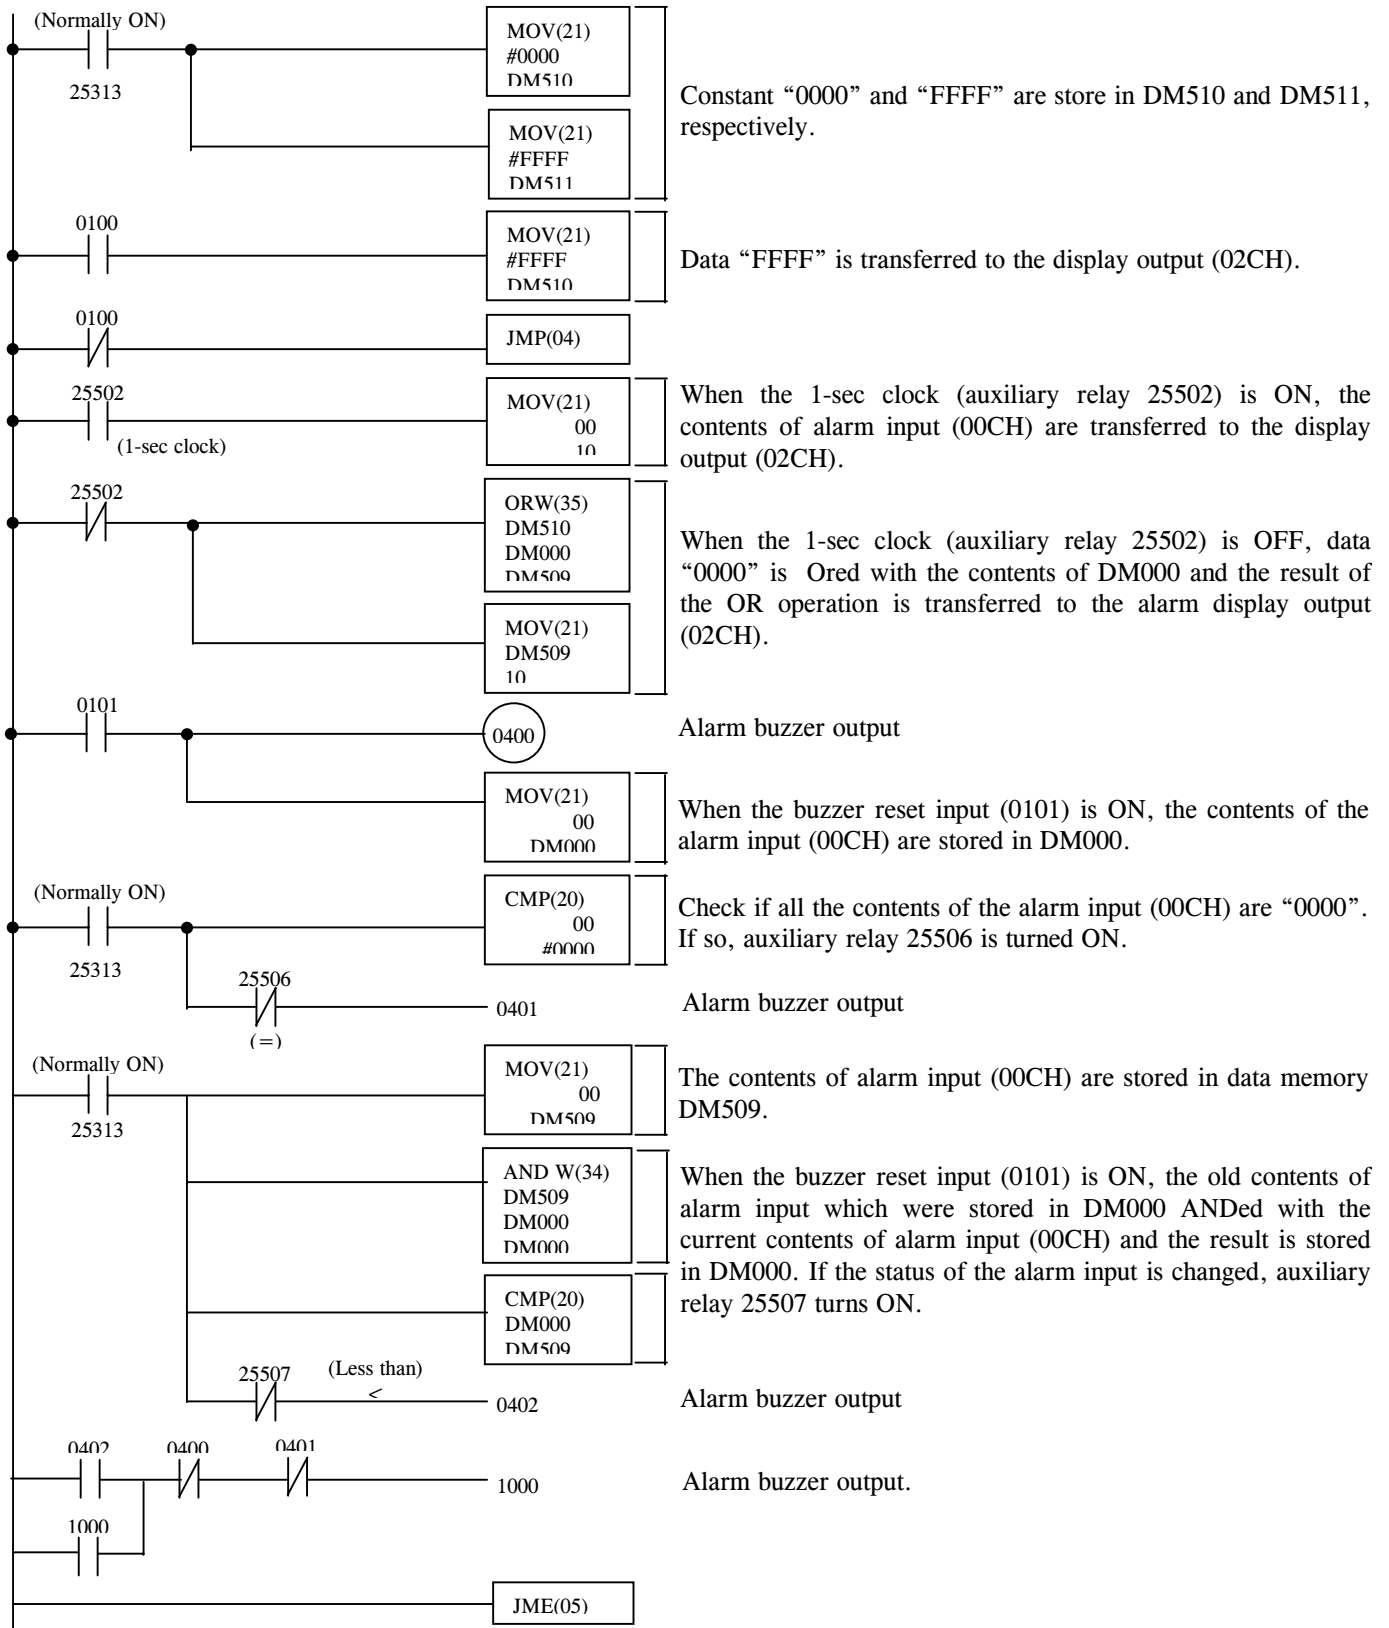 (Normally ON)
25313
MOV(21)
#0000
DM510
MOV(21)
#FFFF
DM511
Constant “0000” and “FFFF” are store in DM510 and DM511,
respectively.
0100
MOV(21)
#FFFF
DM510
Data “FFFF” is transferred to the display output (02CH).
0100
JMP(04)
25502
(1-sec clock)
MOV(21)
00
10
When the 1-sec clock (auxiliary relay 25502) is ON, the
contents of alarm input (00CH) are transferred to the display
output (02CH).
25502
ORW(35)
DM510
DM000
DM509
MOV(21)
DM509
10
When the 1-sec clock (auxiliary relay 25502) is OFF, data
“0000” is Ored with the contents of DM000 and the result of
the OR operation is transferred to the alarm display output
(02CH).
0101
0400
Alarm buzzer output
MOV(21)
00
DM000
When the buzzer reset input (0101) is ON, the contents of the
alarm input (00CH) are stored in DM000.
(Normally ON)
25313
CMP(20)
00
#0000
Check if all the contents of the alarm input (00CH) are “0000”.
If so, auxiliary relay 25506 is turned ON.
25506
(=)
0401
Alarm buzzer output
(Normally ON)
25313
MOV(21)
00
DM509
The contents of alarm input (00CH) are stored in data memory
DM509.
AND W(34)
DM509
DM000
DM000
When the buzzer reset input (0101) is ON, the old contents of
alarm input which were stored in DM000 ANDed with the
current contents of alarm input (00CH) and the result is stored
in DM000. If the status of the alarm input is changed, auxiliary
relay 25507 turns ON.
CMP(20)
DM000
DM509
25507
(Less than)
<
0402
Alarm buzzer output
0402
0400
0401
1000
Alarm buzzer output.
1000
JME(05)